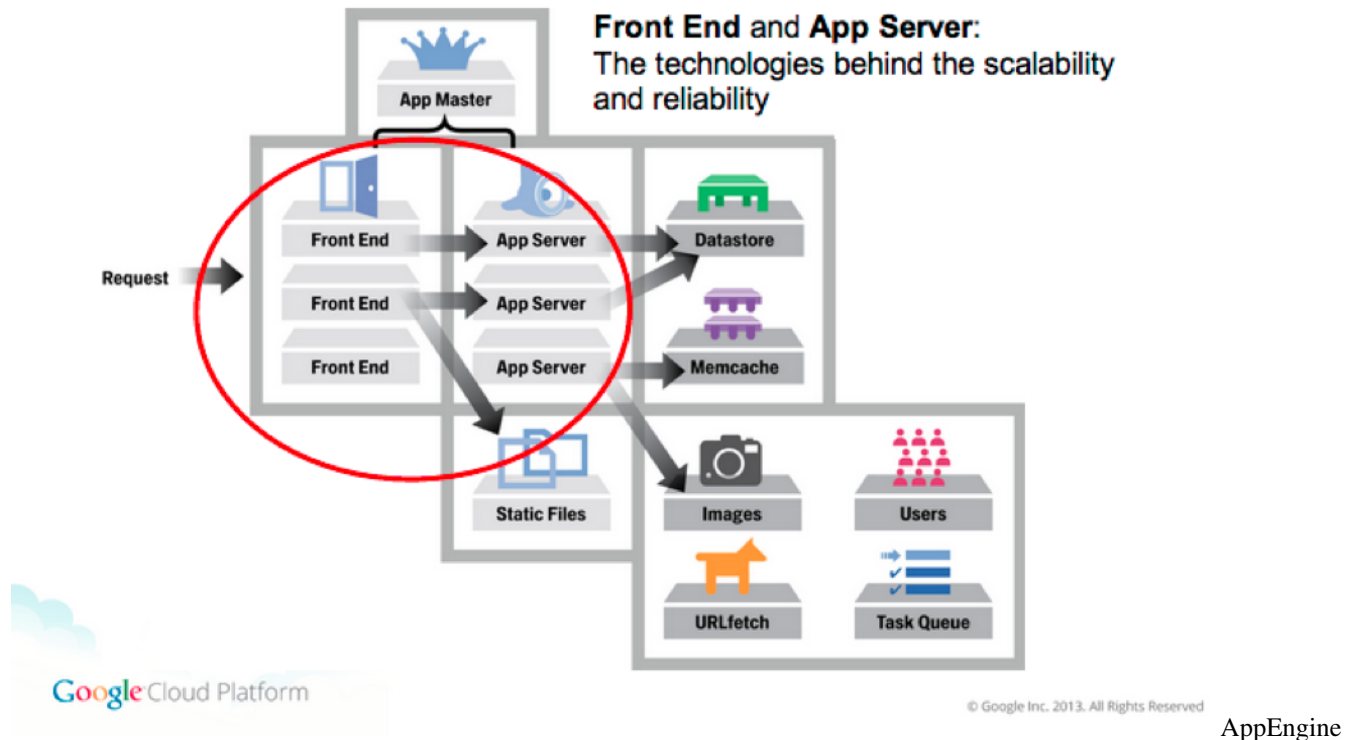 Front End and App Server:
The technologies behind the scalability
and reliability
App Master
Request
Front End
App Server
Datastore
Front End
App Server
Front End
App Server
Memcache
Static Files
Images
Users
URLfetch
Task Queue
Google Cloud Platform
© Google Inc. 2013. All Rights Reserved
AppEngine